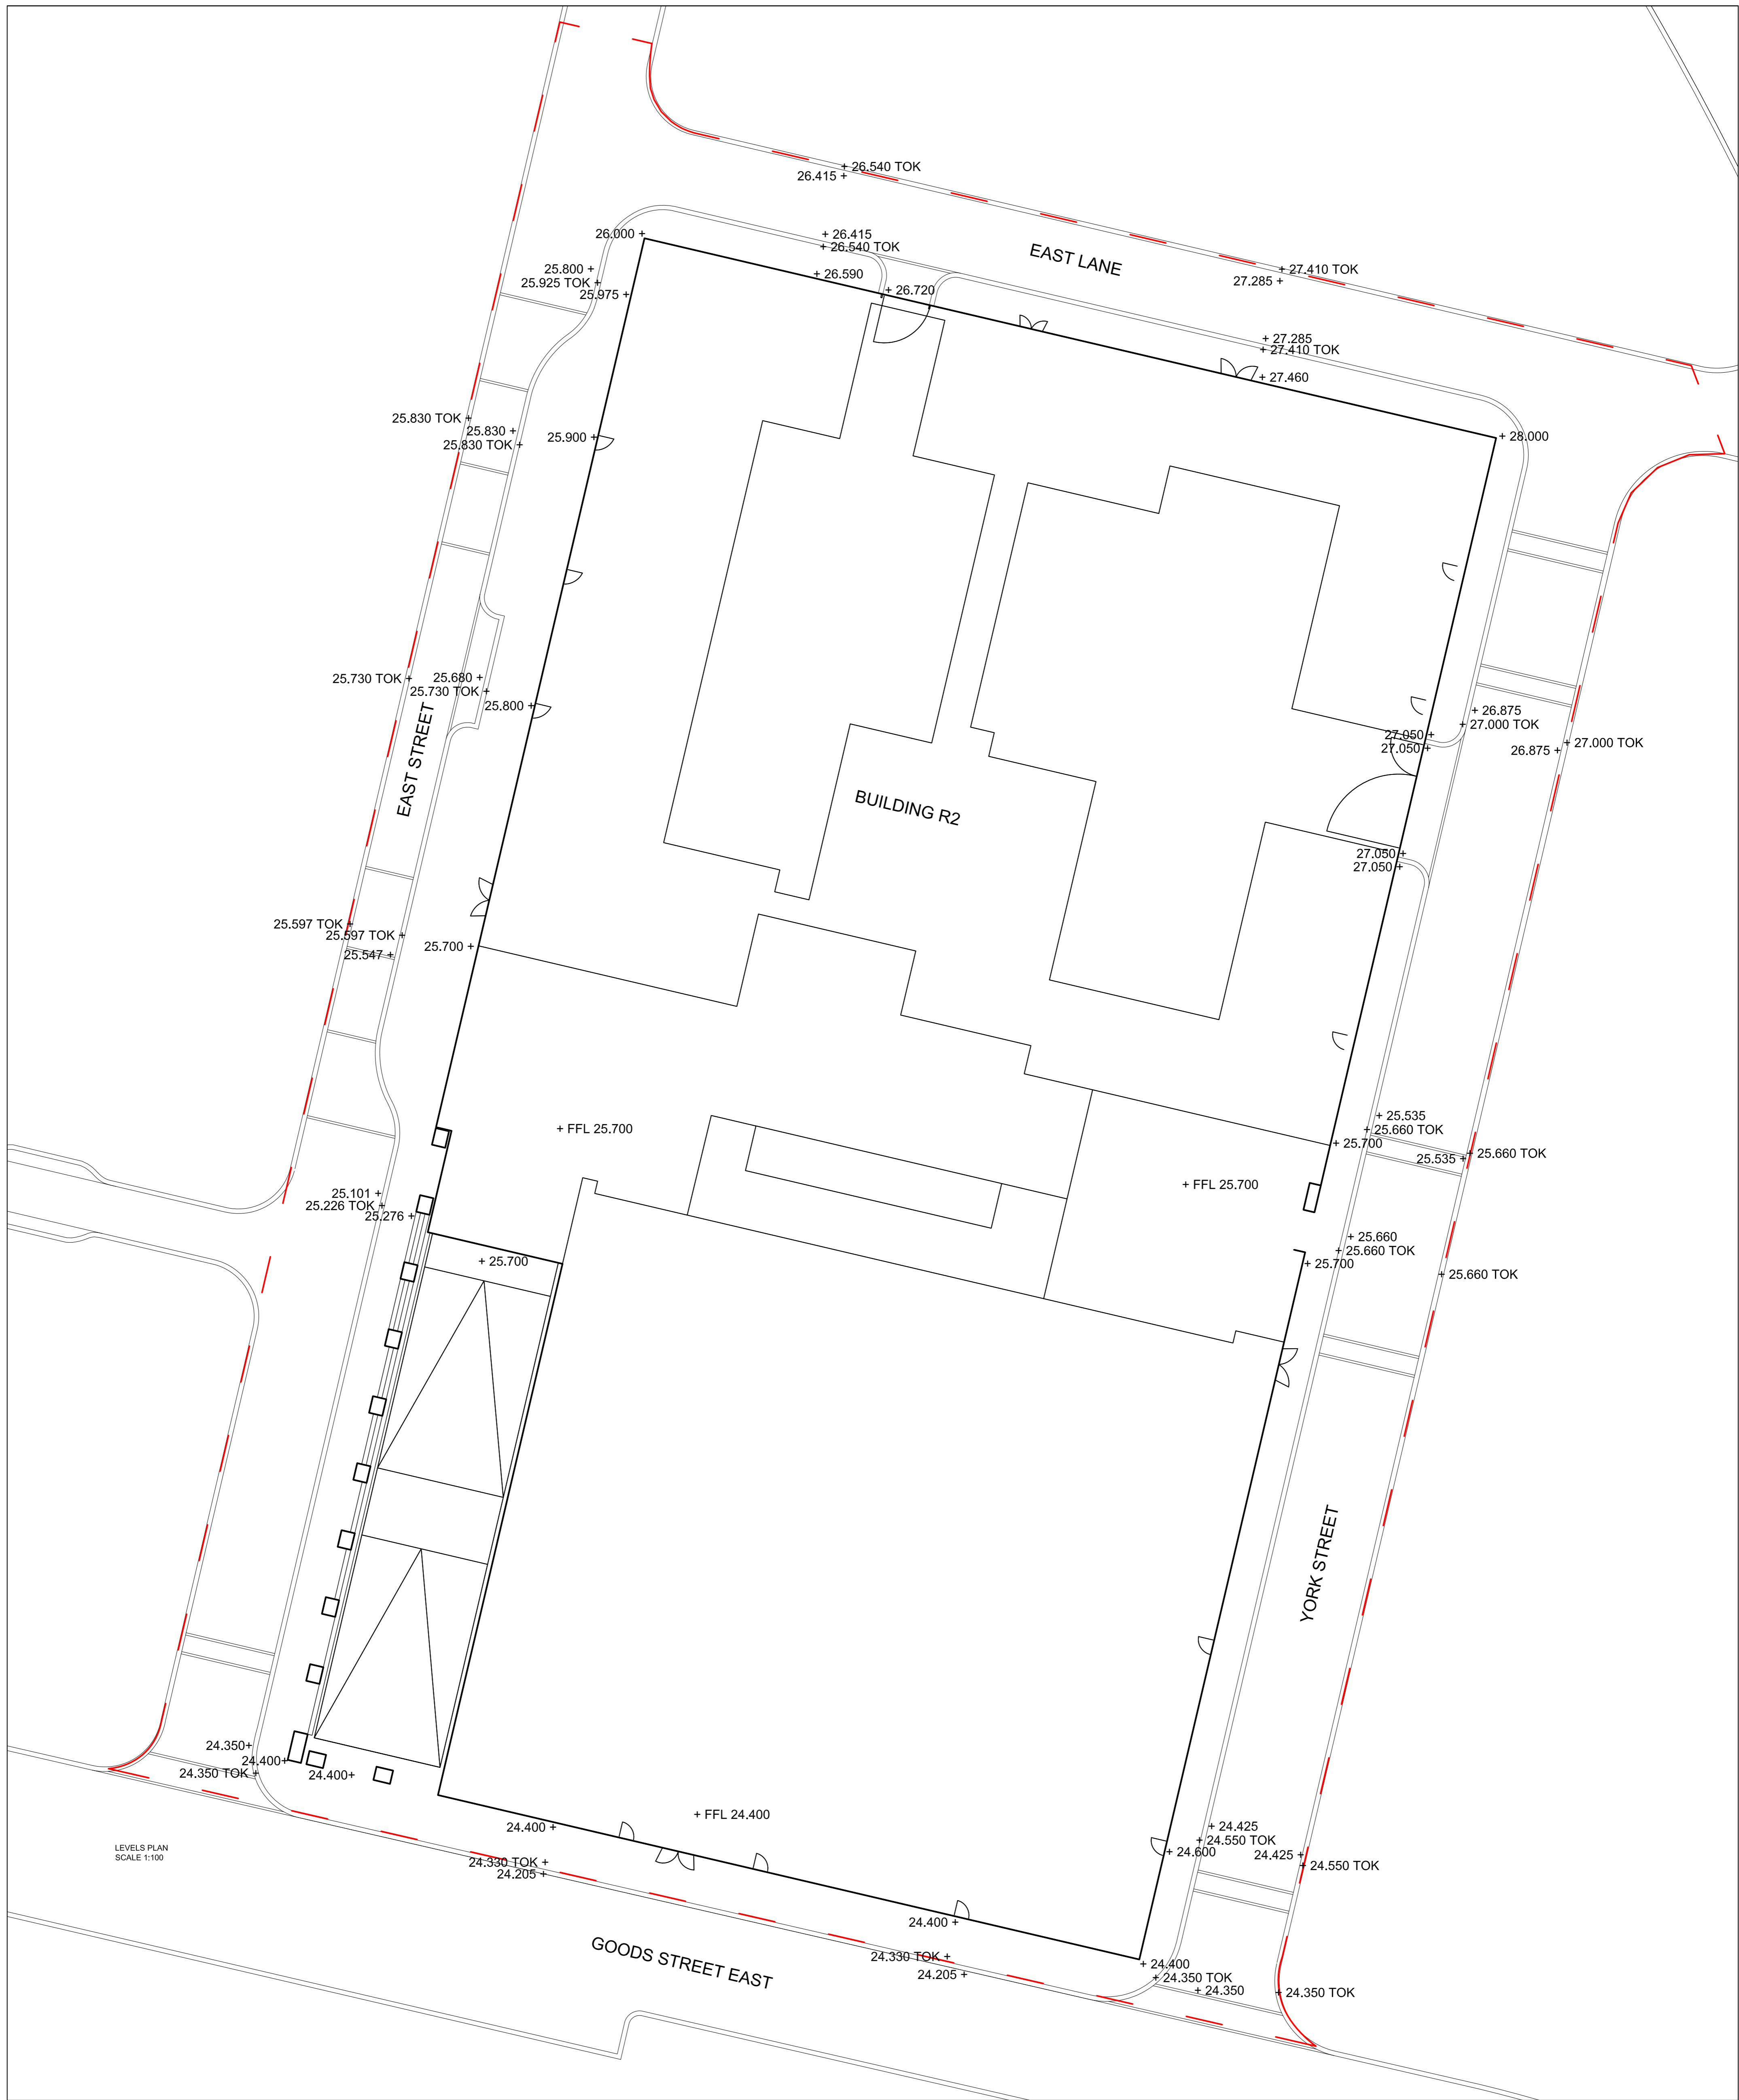 + 26.540 TOK
26.415 +
26.000 +
+ 26.415
+ 26.540 TOK
EAST LANE
25.800 +
25.925 TOK +
25.975 +
+ 26.590
+ 26.720
+ 27.410 TOK
27.285 +
+ 27.285
+ 27.410 TOK
+ 27.460
25.830 TOK +
25.830 +
25.830 TOK +
25.900 +
+ 28.000
25.730 TOK +
25.680 +
25.730 TOK +
25.800 +
EAST STREET
BUILDING R2
+ 26.875
+ 27.000 TOK
27.050 +
27.050 +
+ 27.000 TOK
26.875 +
27.050 +
27.050 +
25.597 TOK +
25.597 TOK +
25.547 +
25.700 +
+ FFL 25.700
+ 25.535
+ 25.660 TOK
+ 25.700
+ 25.660 TOK
25.535 +
+ FFL 25.700
25.101 +
25.226 TOK +
25.276 +
+ 25.700
+ 25.660
+ 25.660 TOK
+ 25.700
+ 25.660 TOK
YORK STREET
24.350+
24.400+
24.350 TOK +
24.400+
+ FFL 24.400
24.400 +
LEVELS PLAN
SCALE 1:100
24.330 TOK +
24.205 +
+ 24.425
+ 24.550 TOK
+ 24.600
24.425 +
+ 24.550 TOK
24.400 +
GOODS STREET EAST
24.330 TOK +
24.205 +
+ 24.400
+ 24.350 TOK
+ 24.350
+ 24.350 TOK